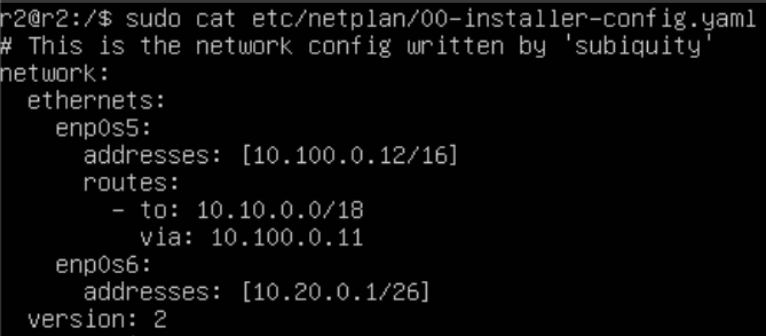 r2@r2:/$ sudo cat etc/netplan/00-installer-config.yaml
# This is the network config written by 'subiquity'
network:
  ethernets:
    enp0s5:
      addresses: [10.100.0.12/16]
      routes:
        - to: 10.10.0.0/18
          via: 10.100.0.11
    enp0s6:
      addresses: [10.20.0.1/26]
  version: 2